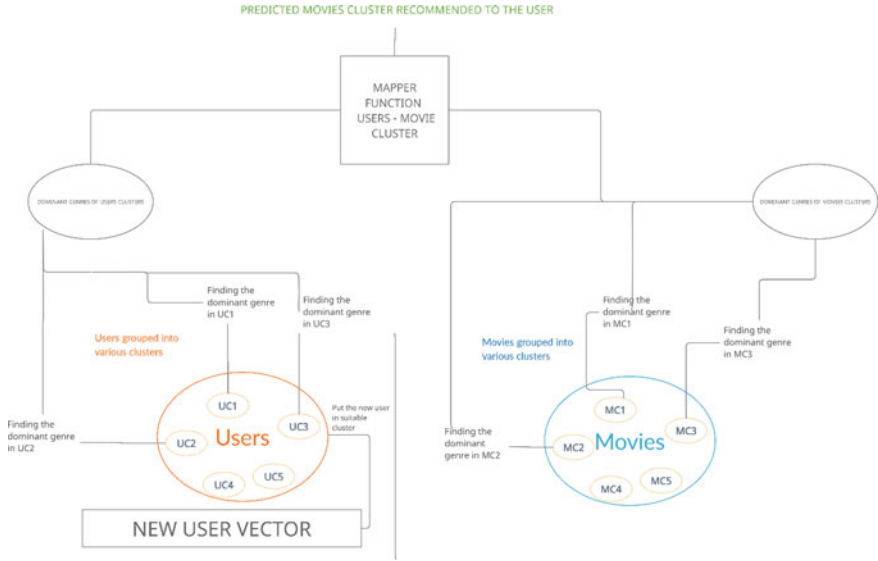 PREDICTED MOVIES CLUSTER RECOMMENDED TO THE USER
MAPPER
FUNCTION
USERS - MOVIE
CLUSTER
DOMINANT GENRES OF USERS CLUSTERS
DOMINANT GENRES OF MOVIES CLUSTERS
Finding the
dominant genre
in UC1
Finding the
dominant genre
in UC3
Finding the
dominant genre
in MC1
Finding the
dominant genre
in MC3
Users grouped into
various clusters
Movies grouped into
various clusters
Put the new user
in suitable
cluster
Finding the
dominant genre
in UC2
Finding the
dominant
genre in MC2
UC1
UC3
UC2
Users
UC4
UC5
MC1
MC3
MC2
Movies
MC4
MC5
NEW USER VECTOR